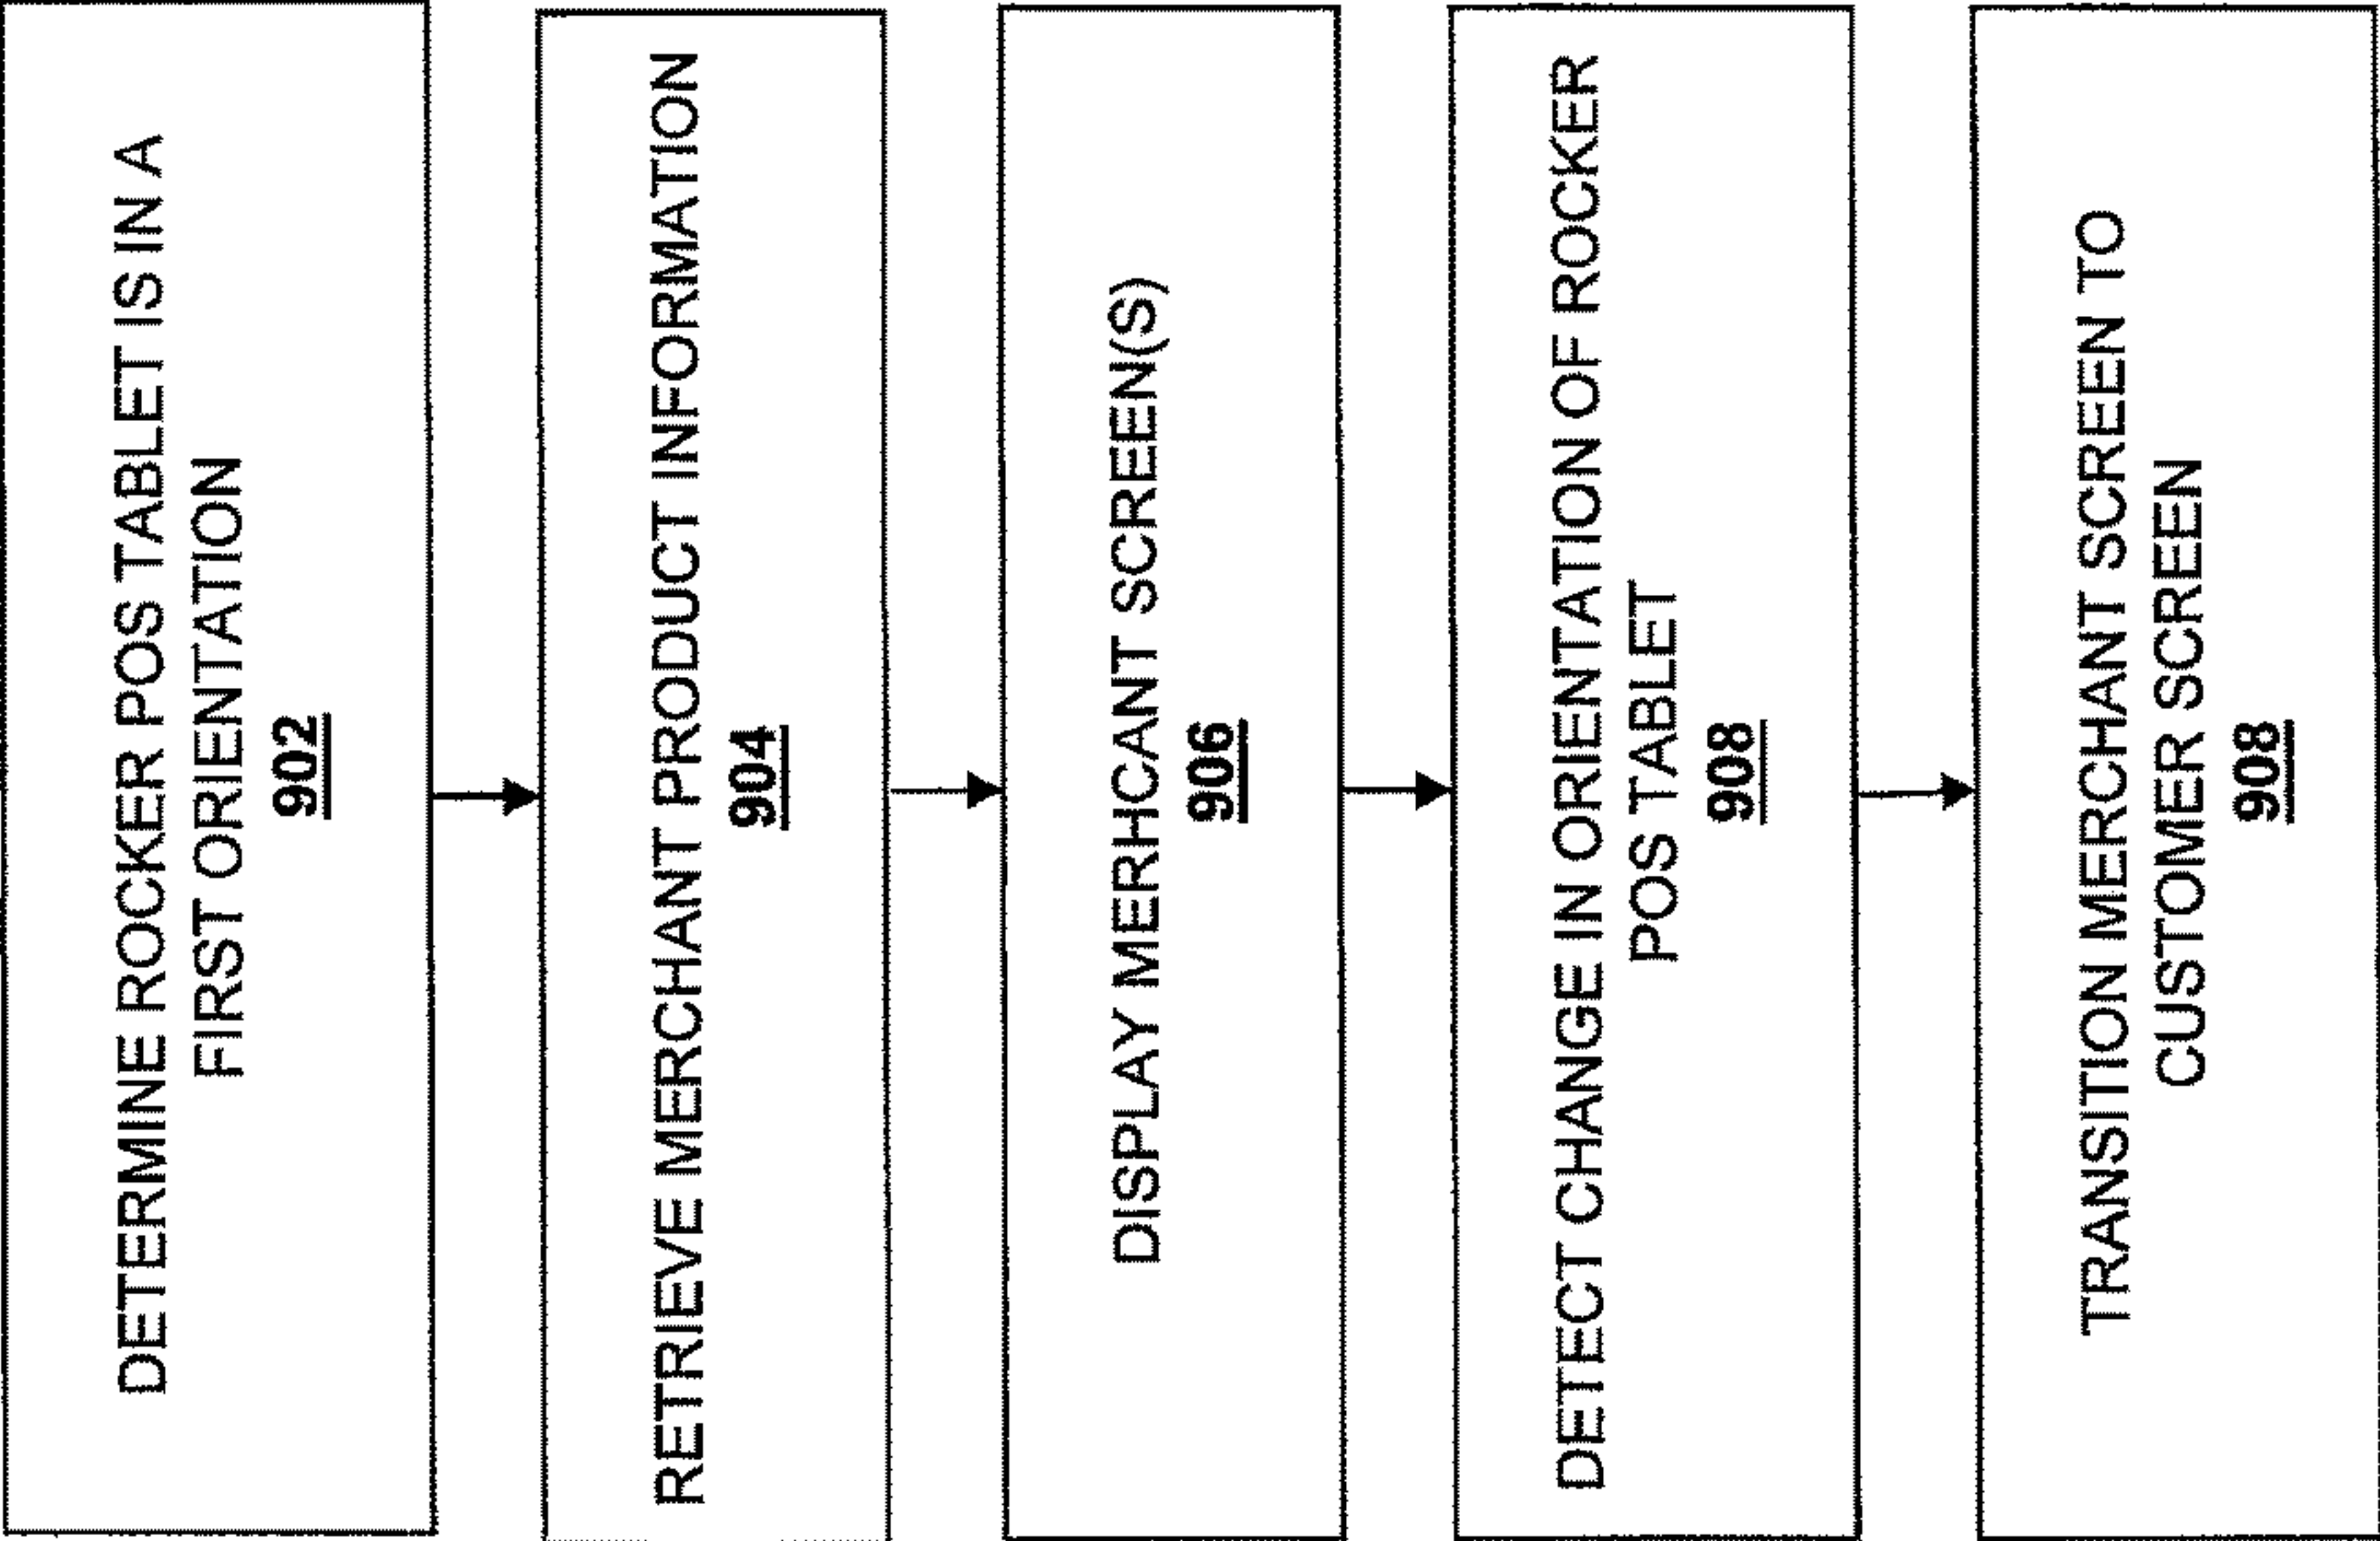 DETERMINE ROCKER POS TABLET IS IN A
FIRST ORIENTATION
902
RETRIEVE MERCHANT PRODUCT INFORMATION
904
DISPLAY MERHCANT SCREEN(S)
906
DETECT CHANGE IN ORIENTATION OF ROCKER
POS TABLET
908
TRANSITION MERCHANT SCREEN TO
CUSTOMER SCREEN
908